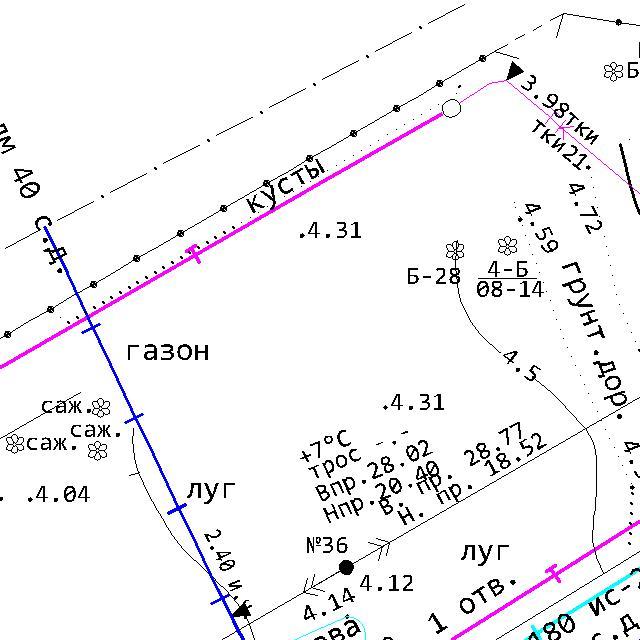 Б
3.98тки
тки21.
4.72
4.59
40 с.д.
кусты
.4.31
Б-28
4-Б
08-14
грунт.дор.
газон
4.5
саж.
саж.
саж.
.4.31
+7°С
трос -.-
Впр.28.02
Нпр.20.40
в. пр. 28.77
н. пр. 18.52
.4.04
луг
2.40
№36
луг
4.12
4.14
1 отв.